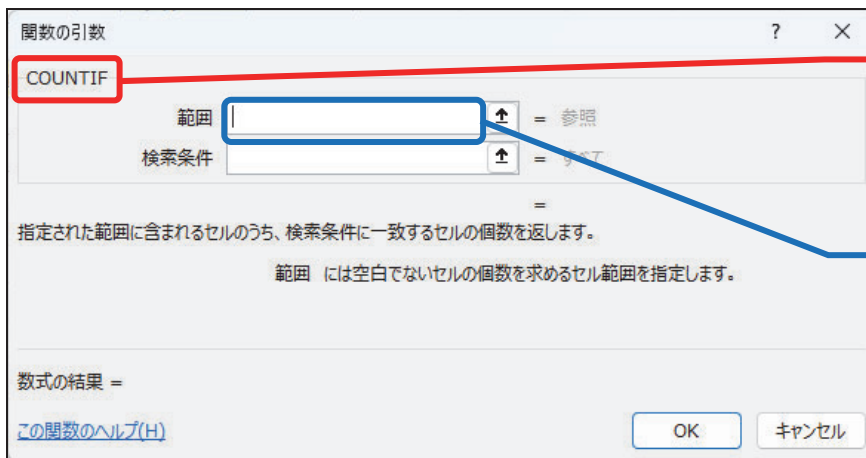 関数の引数 ?
COUNTIF
範囲 = 参照
検索条件 = すべて
=
指定された範囲に含まれるセルのうち、検索条件に一致するセルの個数を返します。
範囲 には空白でないセルの個数を求めるセル範囲を指定します。
数式の結果 =
この関数のヘルプ(H) OK キャンセル